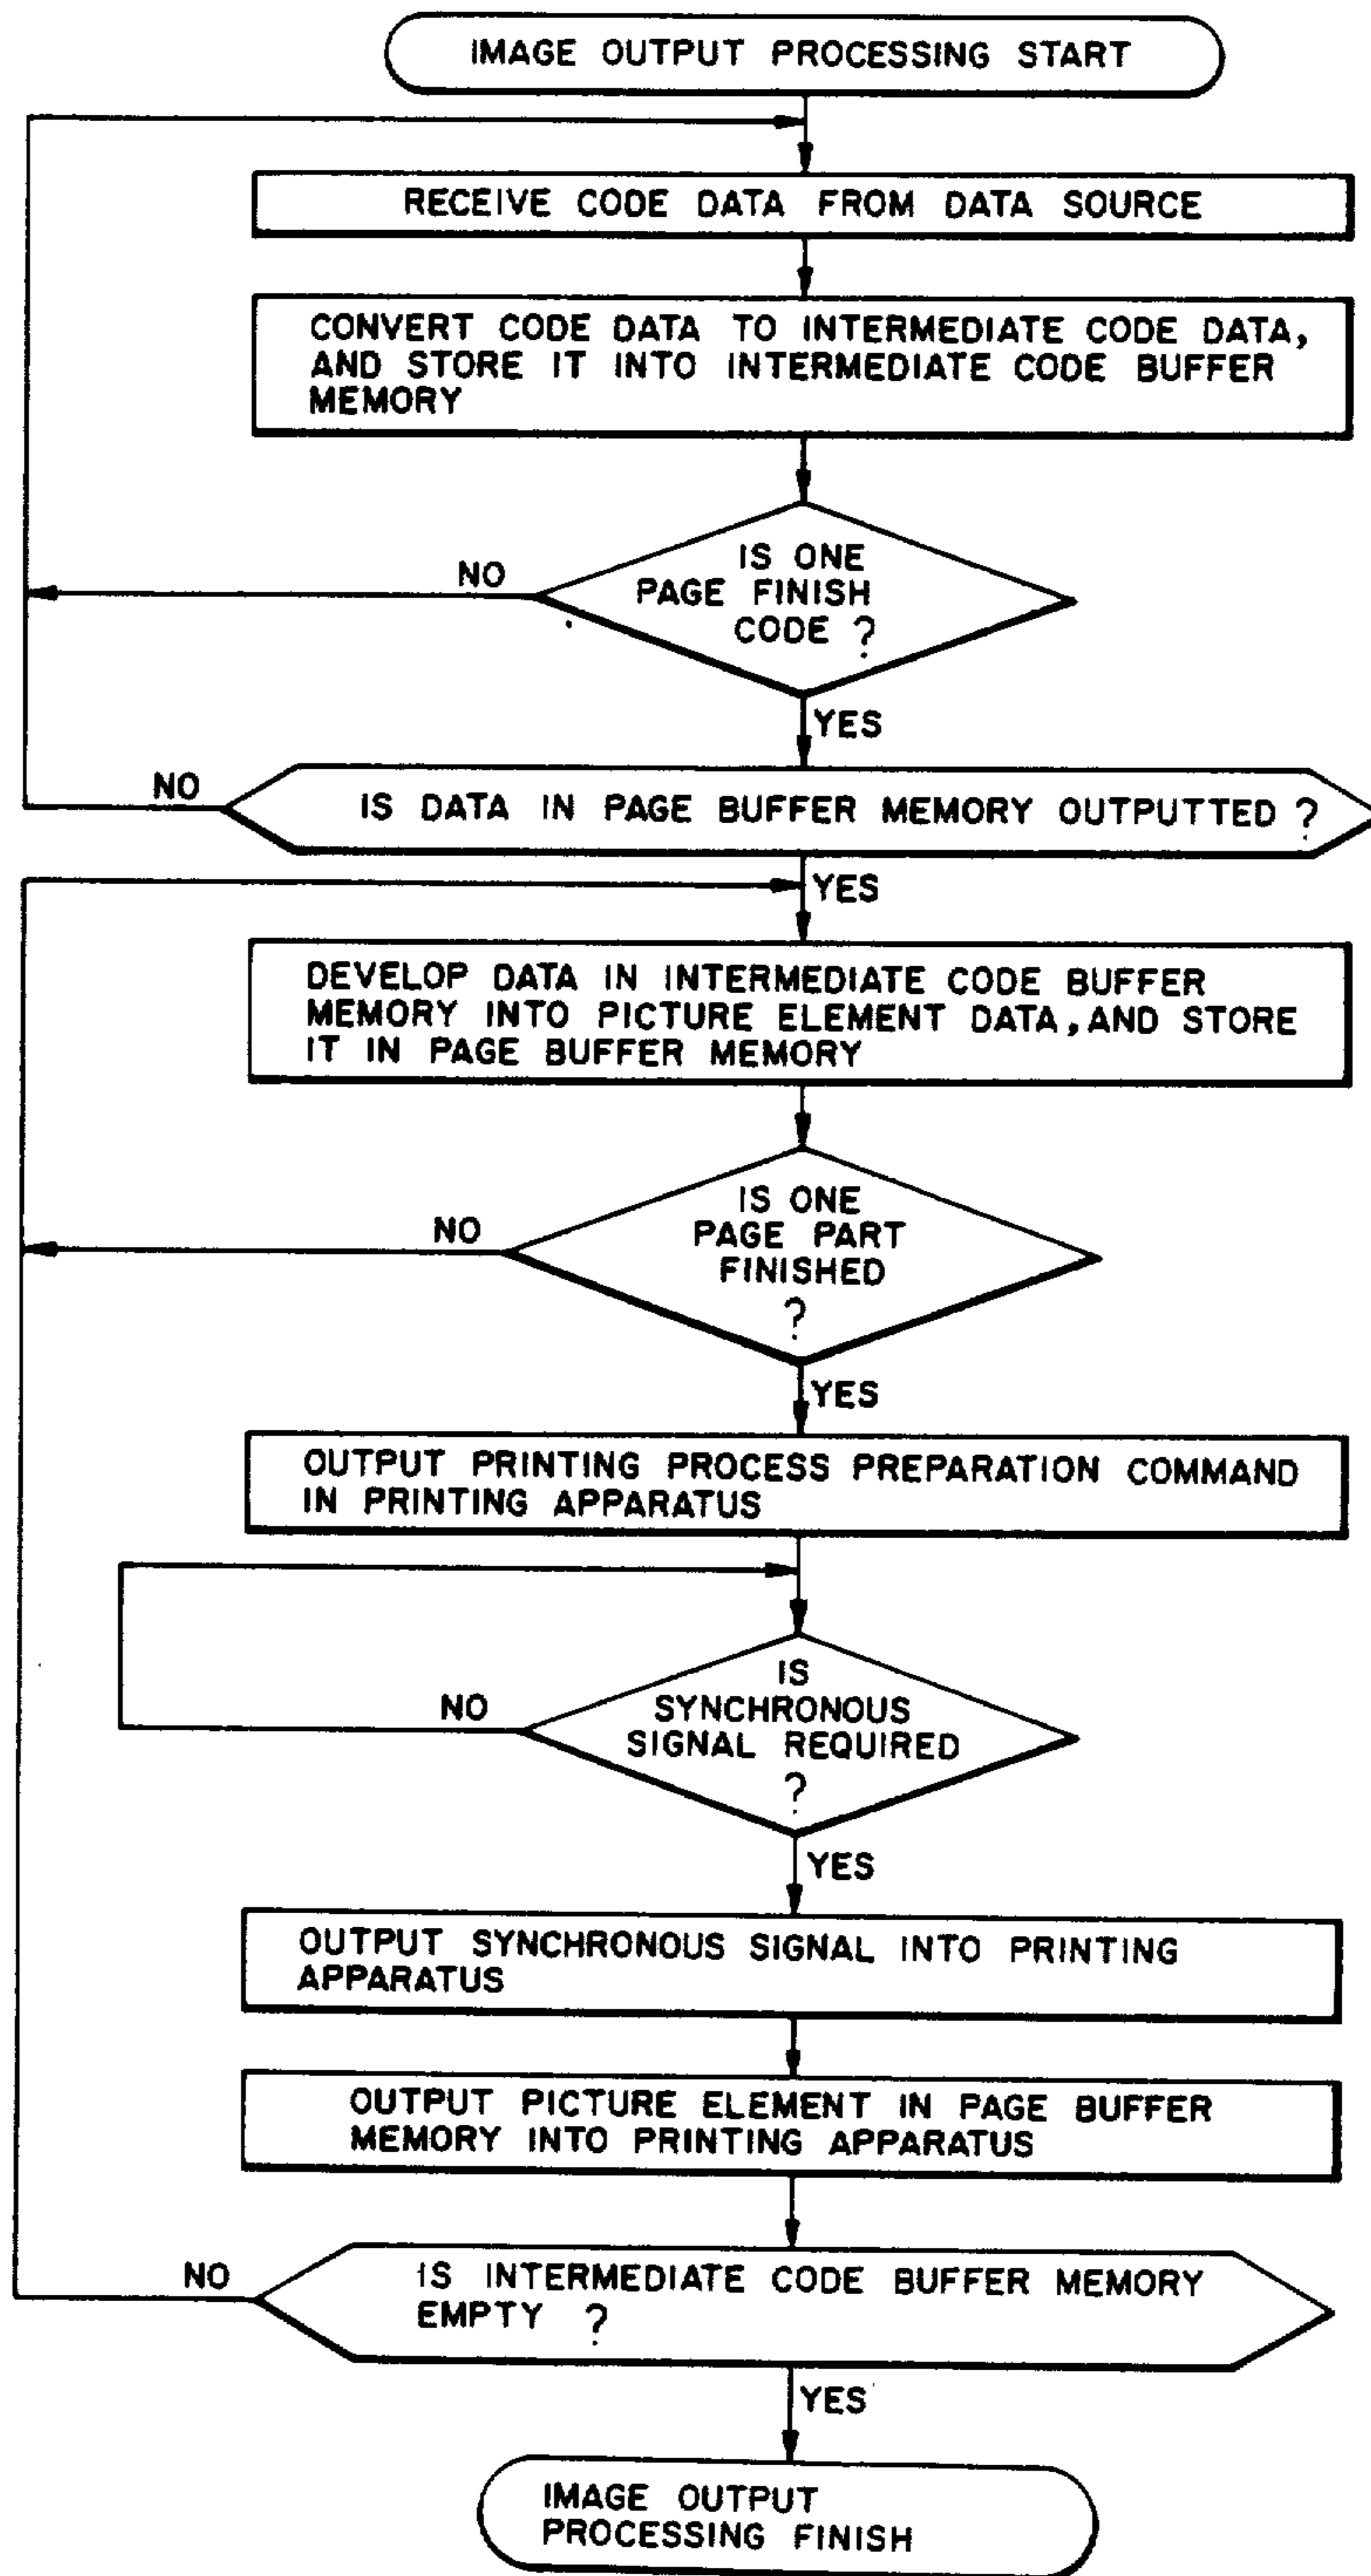 IMAGE OUTPUT PROCESSING START
RECEIVE CODE DATA FROM DATA SOURCE
CONVERT CODE DATA TO INTERMEDIATE CODE DATA,
AND STORE IT INTO INTERMEDIATE CODE BUFFER
MEMORY
IS ONE
PAGE FINISH
CODE ?
NO
YES
NO
IS DATA IN PAGE BUFFER MEMORY OUTPUTTED ?
YES
DEVELOP DATA IN INTERMEDIATE CODE BUFFER
MEMORY INTO PICTURE ELEMENT DATA, AND STORE
IT IN PAGE BUFFER MEMORY
IS ONE
PAGE PART
FINISHED
?
NO
YES
OUTPUT PRINTING PROCESS PREPARATION COMMAND
IN PRINTING APPARATUS
IS
SYNCHRONOUS
SIGNAL REQUIRED
?
NO
YES
OUTPUT SYNCHRONOUS SIGNAL INTO PRINTING
APPARATUS
OUTPUT PICTURE ELEMENT IN PAGE BUFFER
MEMORY INTO PRINTING APPARATUS
NO
IS INTERMEDIATE CODE BUFFER MEMORY
EMPTY ?
YES
IMAGE OUTPUT
PROCESSING FINISH